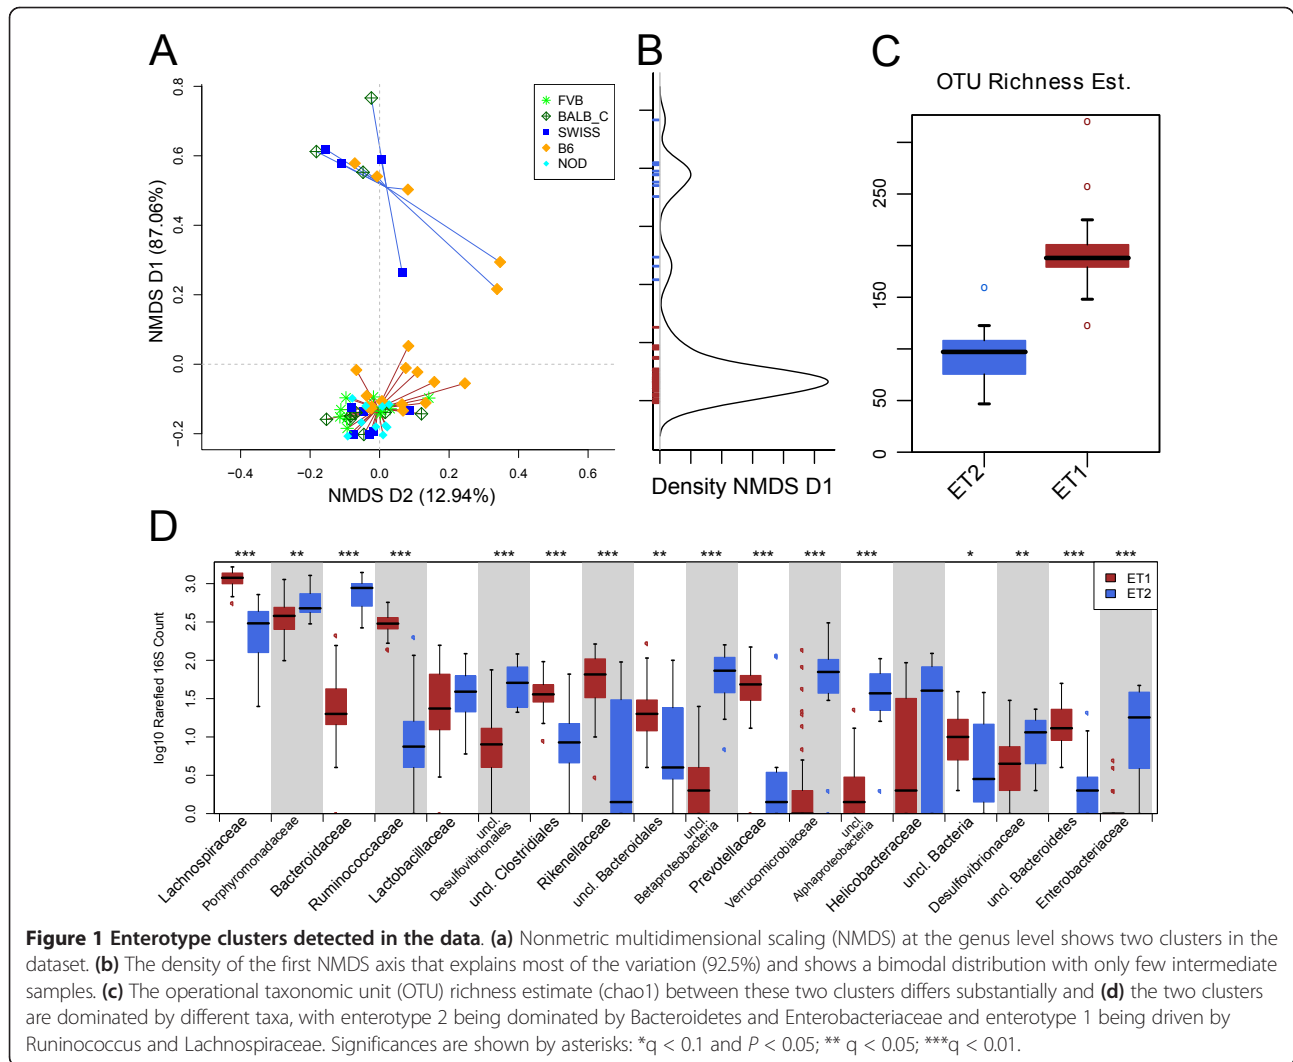 A
B
C
0.8
0.6
0.4
0.2
0.0
−0.2
NMDS D1 (87.06%)
FVB
BALB_C
SWISS
B6
NOD
−0.4
−0.2
0.0
0.2
0.4
0.6
NMDS D2 (12.94%)
Density NMDS D1
OTU Richness Est.
250
150
50
0
ET2
ET1
D
*** ** *** *** *** *** *** ** *** *** *** *** * ** *** ***
3.0
2.5
2.0
1.5
1.0
0.5
0.0
log10 Rarefied 16S Count
ET1
ET2
Lachnospiraceae
Porphyromonadaceae
Bacteroidaceae
Ruminococcaceae
Lactobacillaceae
uncl.
Desulfovibrionales
uncl. Clostridiales
Rikenellaceae
uncl. Bacteroidales
uncl.
Betaproteobacteria
Prevotellaceae
Verrucomicrobiaceae
uncl.
Alphaproteobacteria
Helicobacteraceae
uncl. Bacteria
Desulfovibrionaceae
uncl. Bacteroidetes
Enterobacteriaceae
Figure 1 Enterotype clusters detected in the data. (a) Nonmetric multidimensional scaling (NMDS) at the genus level shows two clusters in the
dataset. (b) The density of the first NMDS axis that explains most of the variation (92.5%) and shows a bimodal distribution with only few intermediate
samples. (c) The operational taxonomic unit (OTU) richness estimate (chao1) between these two clusters differs substantially and (d) the two clusters
are dominated by different taxa, with enterotype 2 being dominated by Bacteroidetes and Enterobacteriaceae and enterotype 1 being driven by
Runinococcus and Lachnospiraceae. Significances are shown by asterisks: *q < 0.1 and P < 0.05; ** q < 0.05; ***q < 0.01.